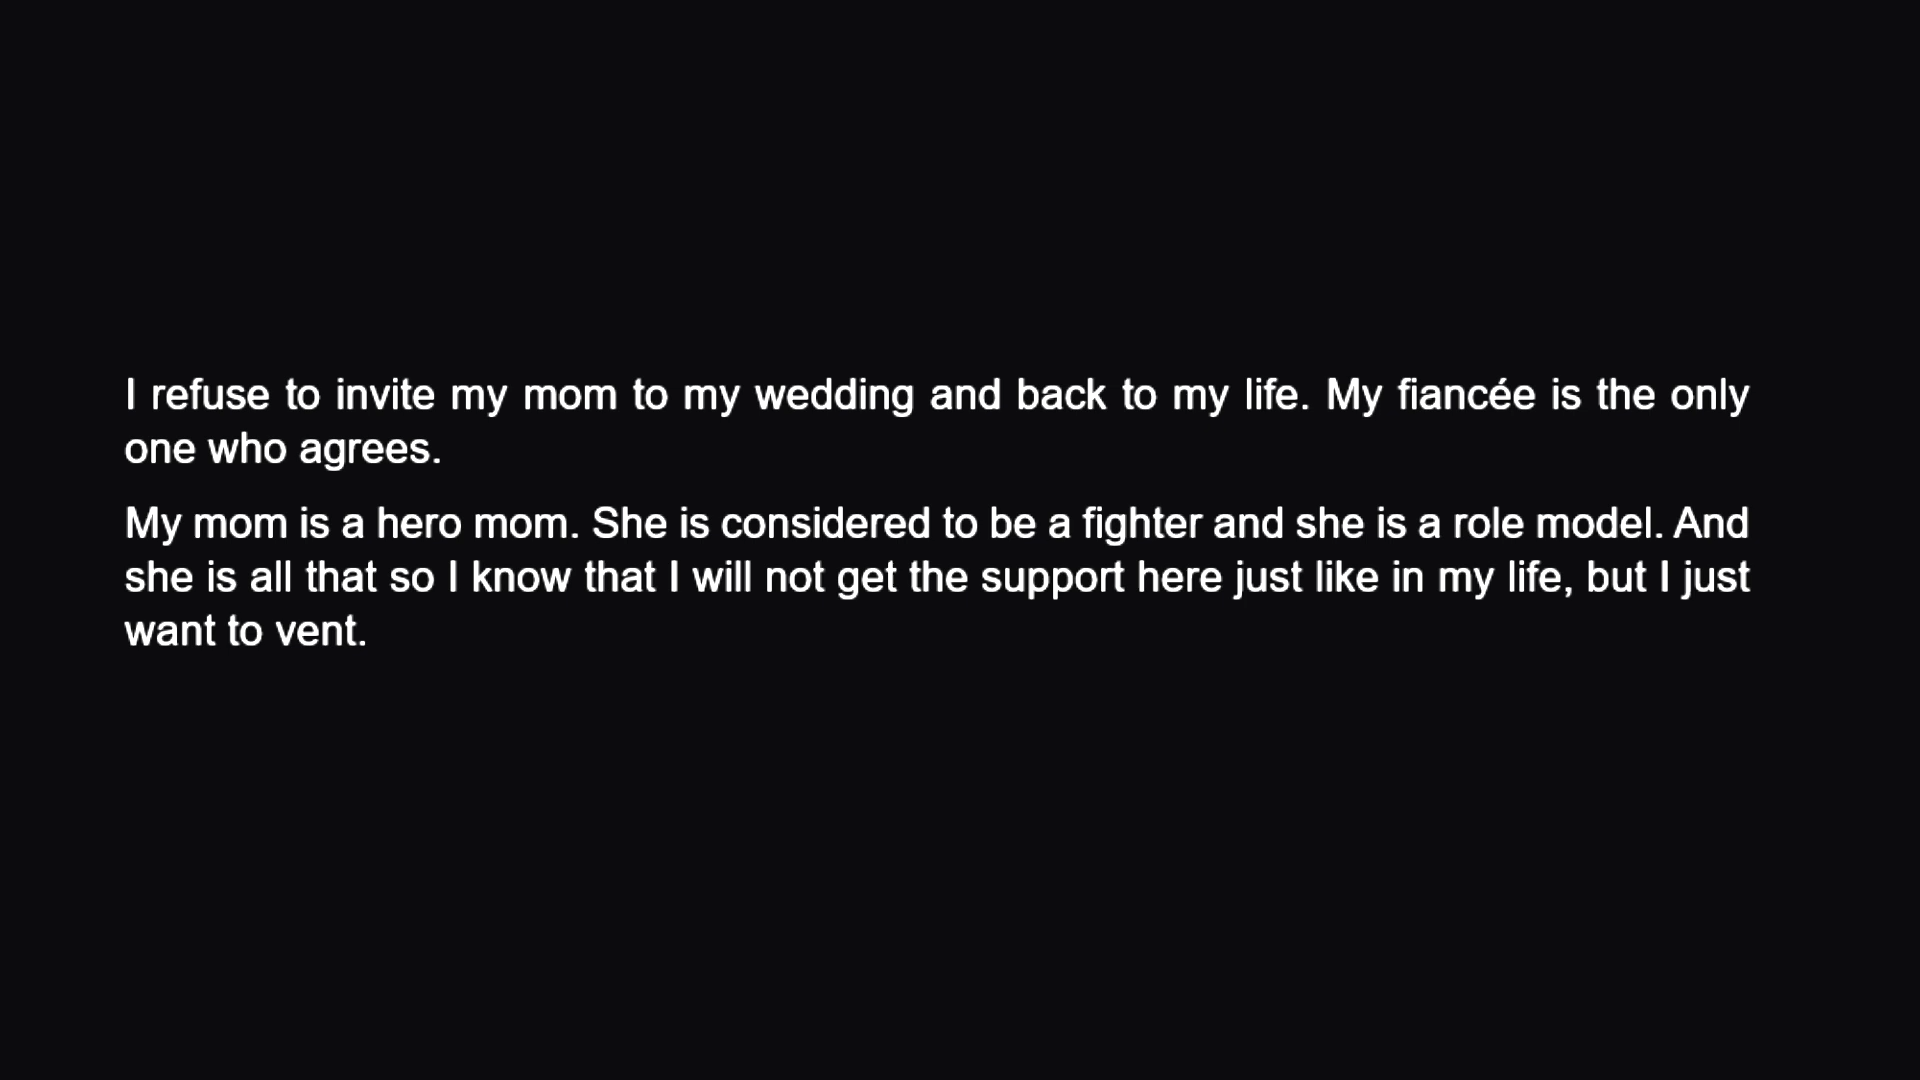 I refuse to invite my mom to my wedding and back to my life. My fiancée is the only
one who agrees.
My mom is a hero mom. She is considered to be a fighter and she is a role model. And
she is all that so I know that I will not get the support here just like in my life, but I just
want to vent.